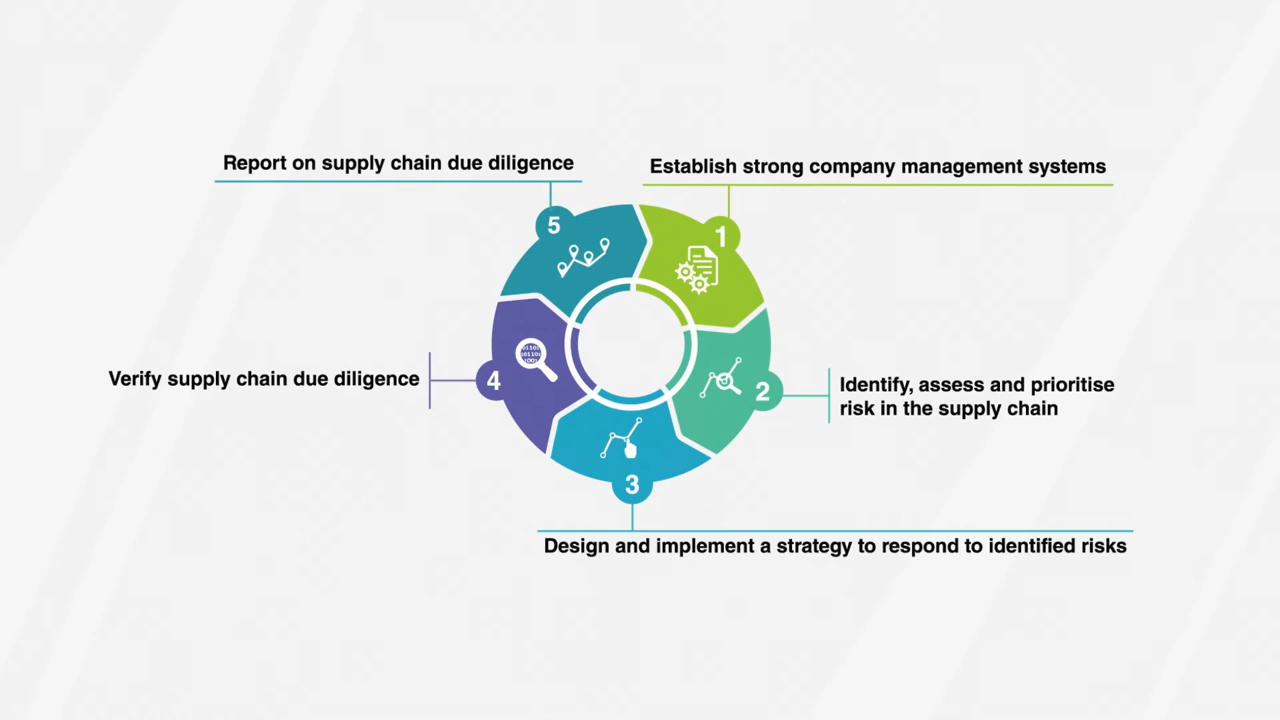 Establish strong company management systems
1
2
Identify, assess and prioritise
risk in the supply chain
3
Design and implement a strategy to respond to identified risks
4
Verify supply chain due diligence
5
Report on supply chain due diligence